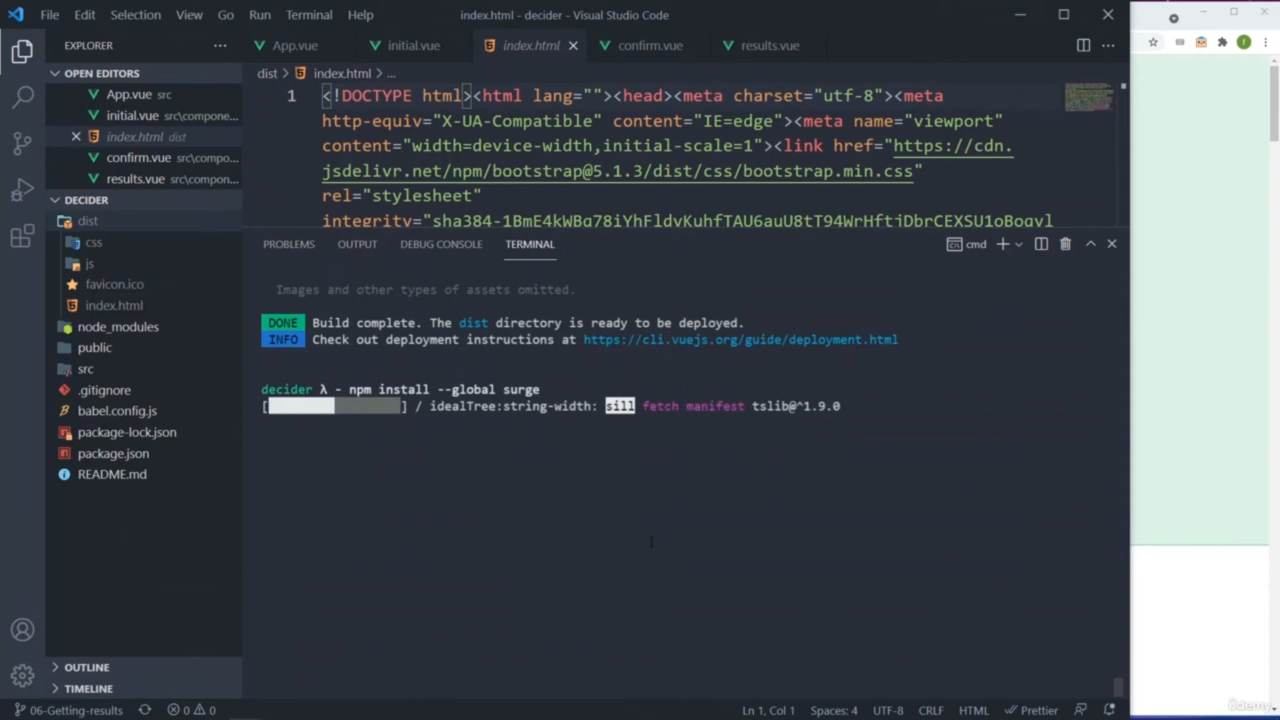 File Edit Selection View Go Run Terminal Help
index.html - decider - Visual Studio Code
EXPLORER
App.vue
initial.vue
index.html
confirm.vue
results.vue
OPEN EDITORS
App.vue src
initial.vue src\compone...
index.html dist
confirm.vue src\compo...
results.vue src\compon...
DECIDER
dist
css
js
favicon.ico
index.html
node_modules
public
src
.gitignore
babel.config.js
package-lock.json
package.json
README.md
OUTLINE
TIMELINE
dist > index.html > ...
1 <!DOCTYPE html><html lang=""><head><meta charset="utf-8"><meta
http-equiv="X-UA-Compatible" content="IE=edge"><meta name="viewport"
content="width=device-width,initial-scale=1"><link href="https://cdn.
jsdelivr.net/npm/bootstrap@5.1.3/dist/css/bootstrap.min.css"
rel="stylesheet"
PROBLEMS OUTPUT DEBUG CONSOLE TERMINAL
cmd
Images and other types of assets omitted.
DONE Build complete. The dist directory is ready to be deployed.
INFO Check out deployment instructions at https://cli.vuejs.org/guide/deployment.html
decider λ - npm install --global surge
[ ] / idealTree:string-width: sill fetch manifest tslib@^1.9.0
06-Getting-results
0 0
Ln 1, Col 1 Spaces: 4 UTF-8 CRLF HTML Prettier
ûdemy